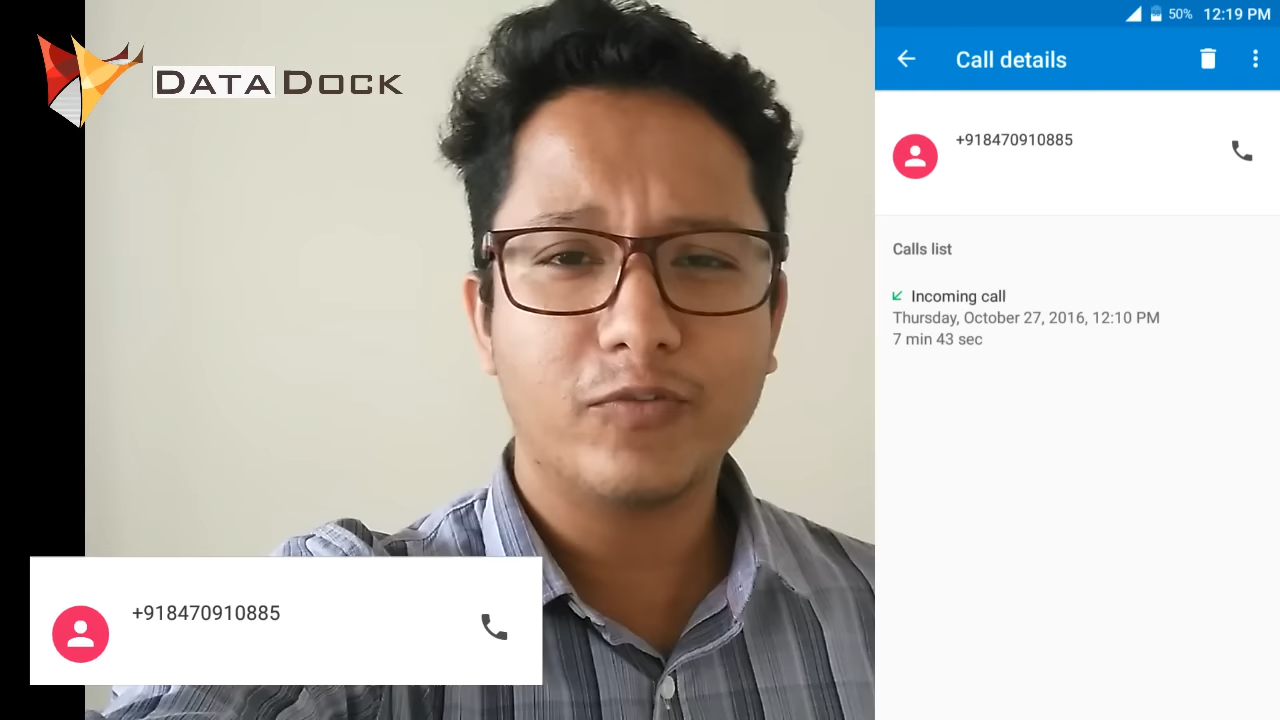 DATA DOCK
50% 12:19 PM
Call details
+918470910885
Calls list
Incoming call
Thursday, October 27, 2016, 12:10 PM
7 min 43 sec
+918470910885